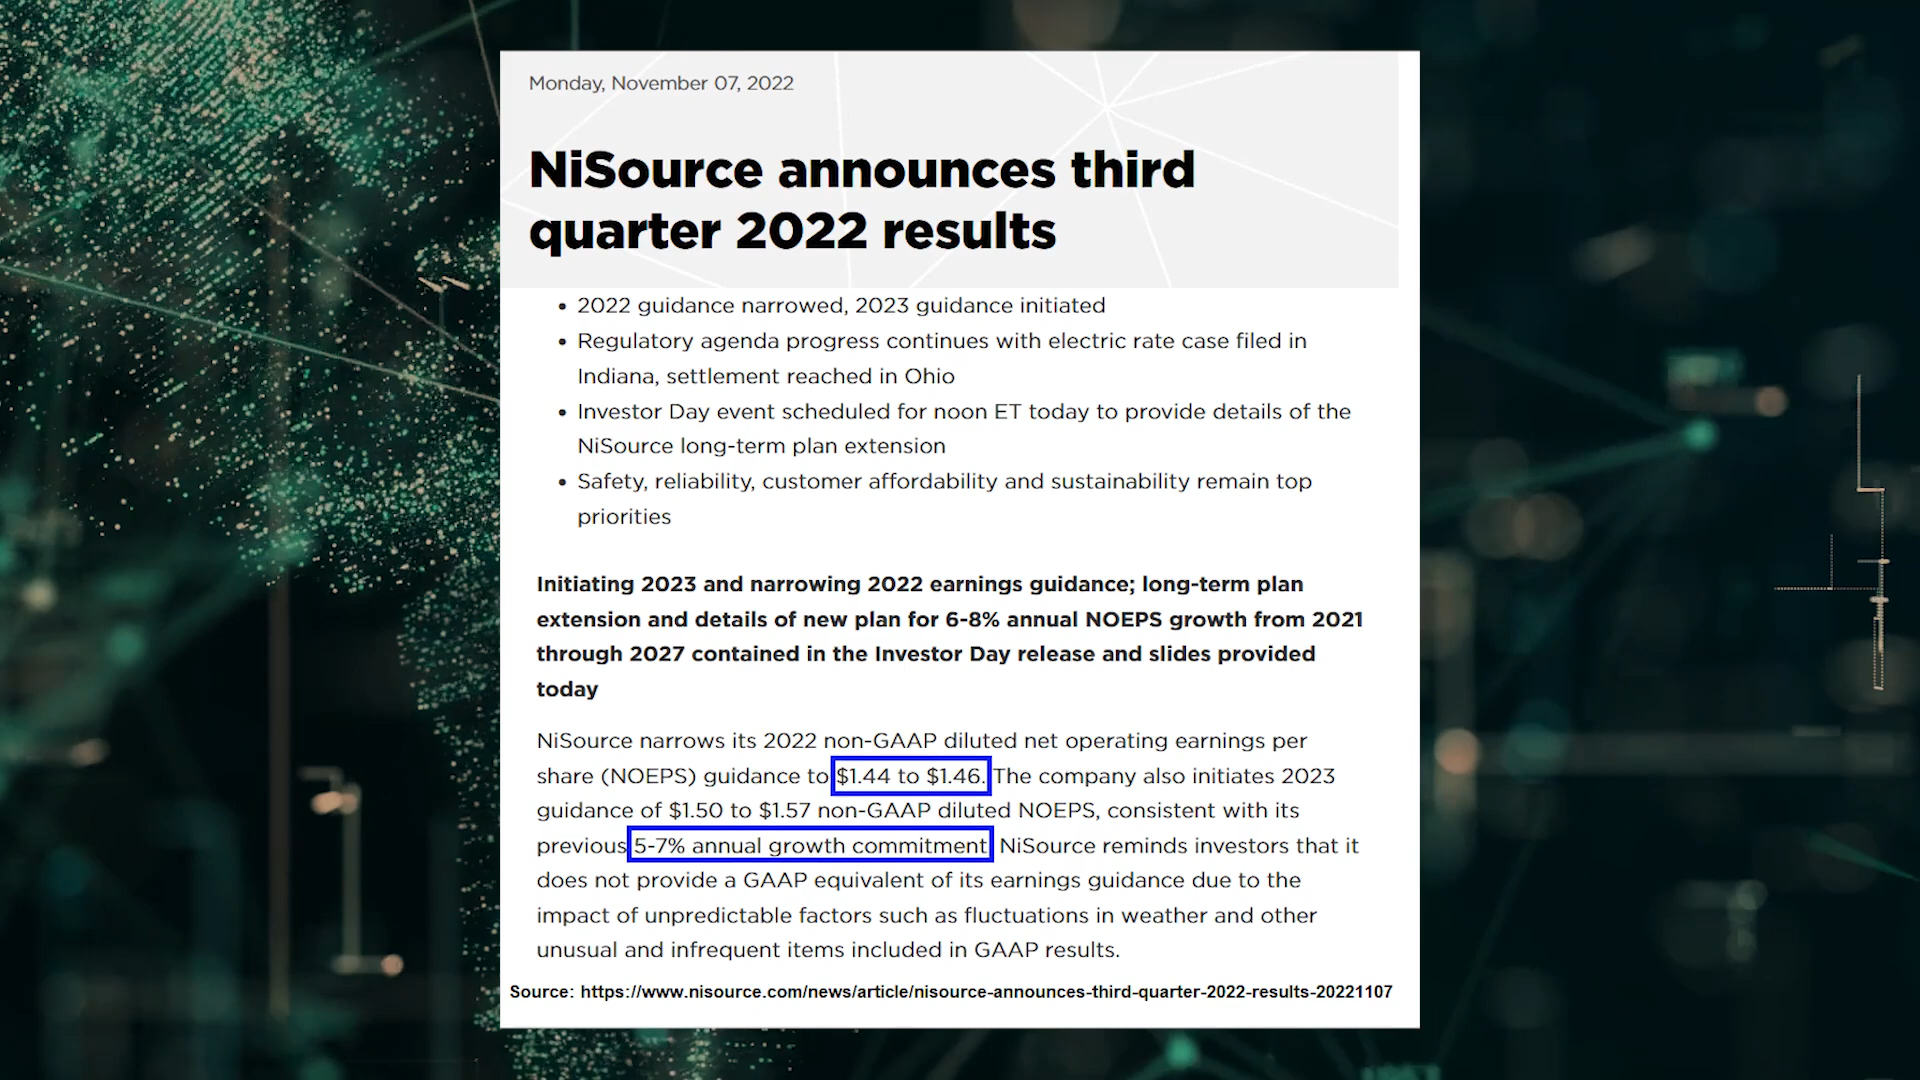 Monday, November 07, 2022
NiSource announces third
quarter 2022 results
• 2022 guidance narrowed, 2023 guidance initiated
• Regulatory agenda progress continues with electric rate case filed in
Indiana, settlement reached in Ohio
• Investor Day event scheduled for noon ET today to provide details of the
NiSource long-term plan extension
• Safety, reliability, customer affordability and sustainability remain top
priorities
Initiating 2023 and narrowing 2022 earnings guidance; long-term plan
extension and details of new plan for 6-8% annual NOEPS growth from 2021
through 2027 contained in the Investor Day release and slides provided
today
NiSource narrows its 2022 non-GAAP diluted net operating earnings per
share (NOEPS) guidance to $1.44 to $1.46. The company also initiates 2023
guidance of $1.50 to $1.57 non-GAAP diluted NOEPS, consistent with its
previous 5-7% annual growth commitment. NiSource reminds investors that it
does not provide a GAAP equivalent of its earnings guidance due to the
impact of unpredictable factors such as fluctuations in weather and other
unusual and infrequent items included in GAAP results.
Source: https://www.nisource.com/news/article/nisource-announces-third-quarter-2022-results-20221107